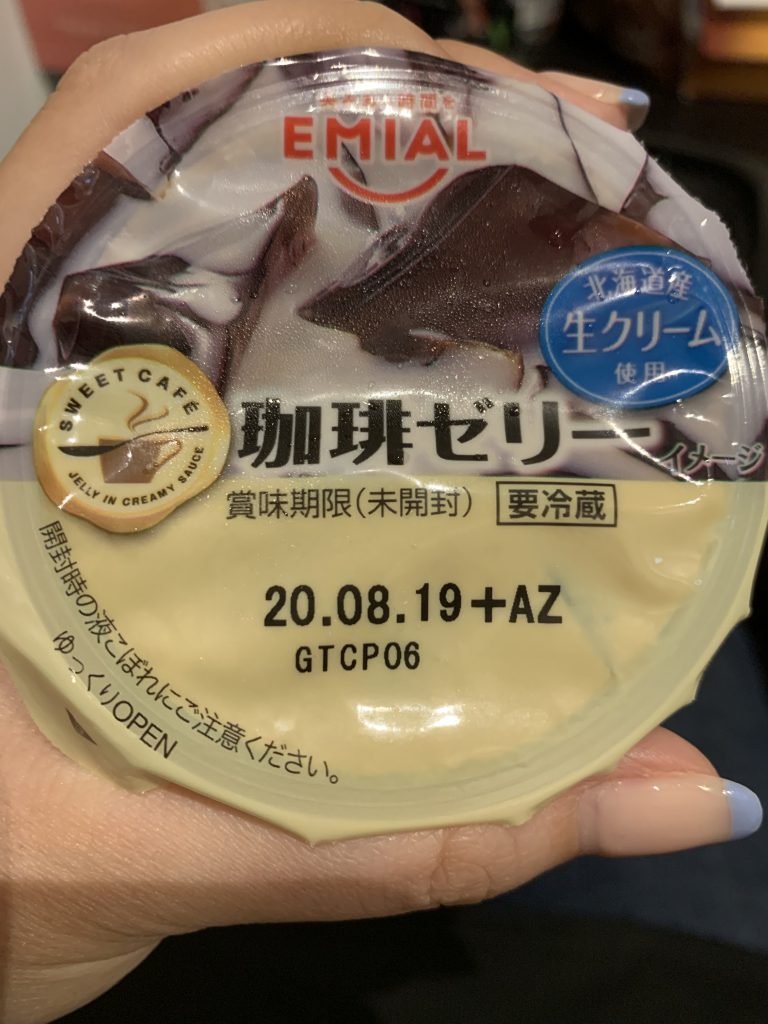 EMIAL
北海道産
生クリーム
使用
SWEET CAFÉ
JELLY IN CREAMY SAUCE
珈琲ゼリー
イメージ
賞味期限(未開封) 要冷蔵
20.08.19+AZ
GTCP06
開封時の液こぼれにご注意ください。
ゆっくりOPEN